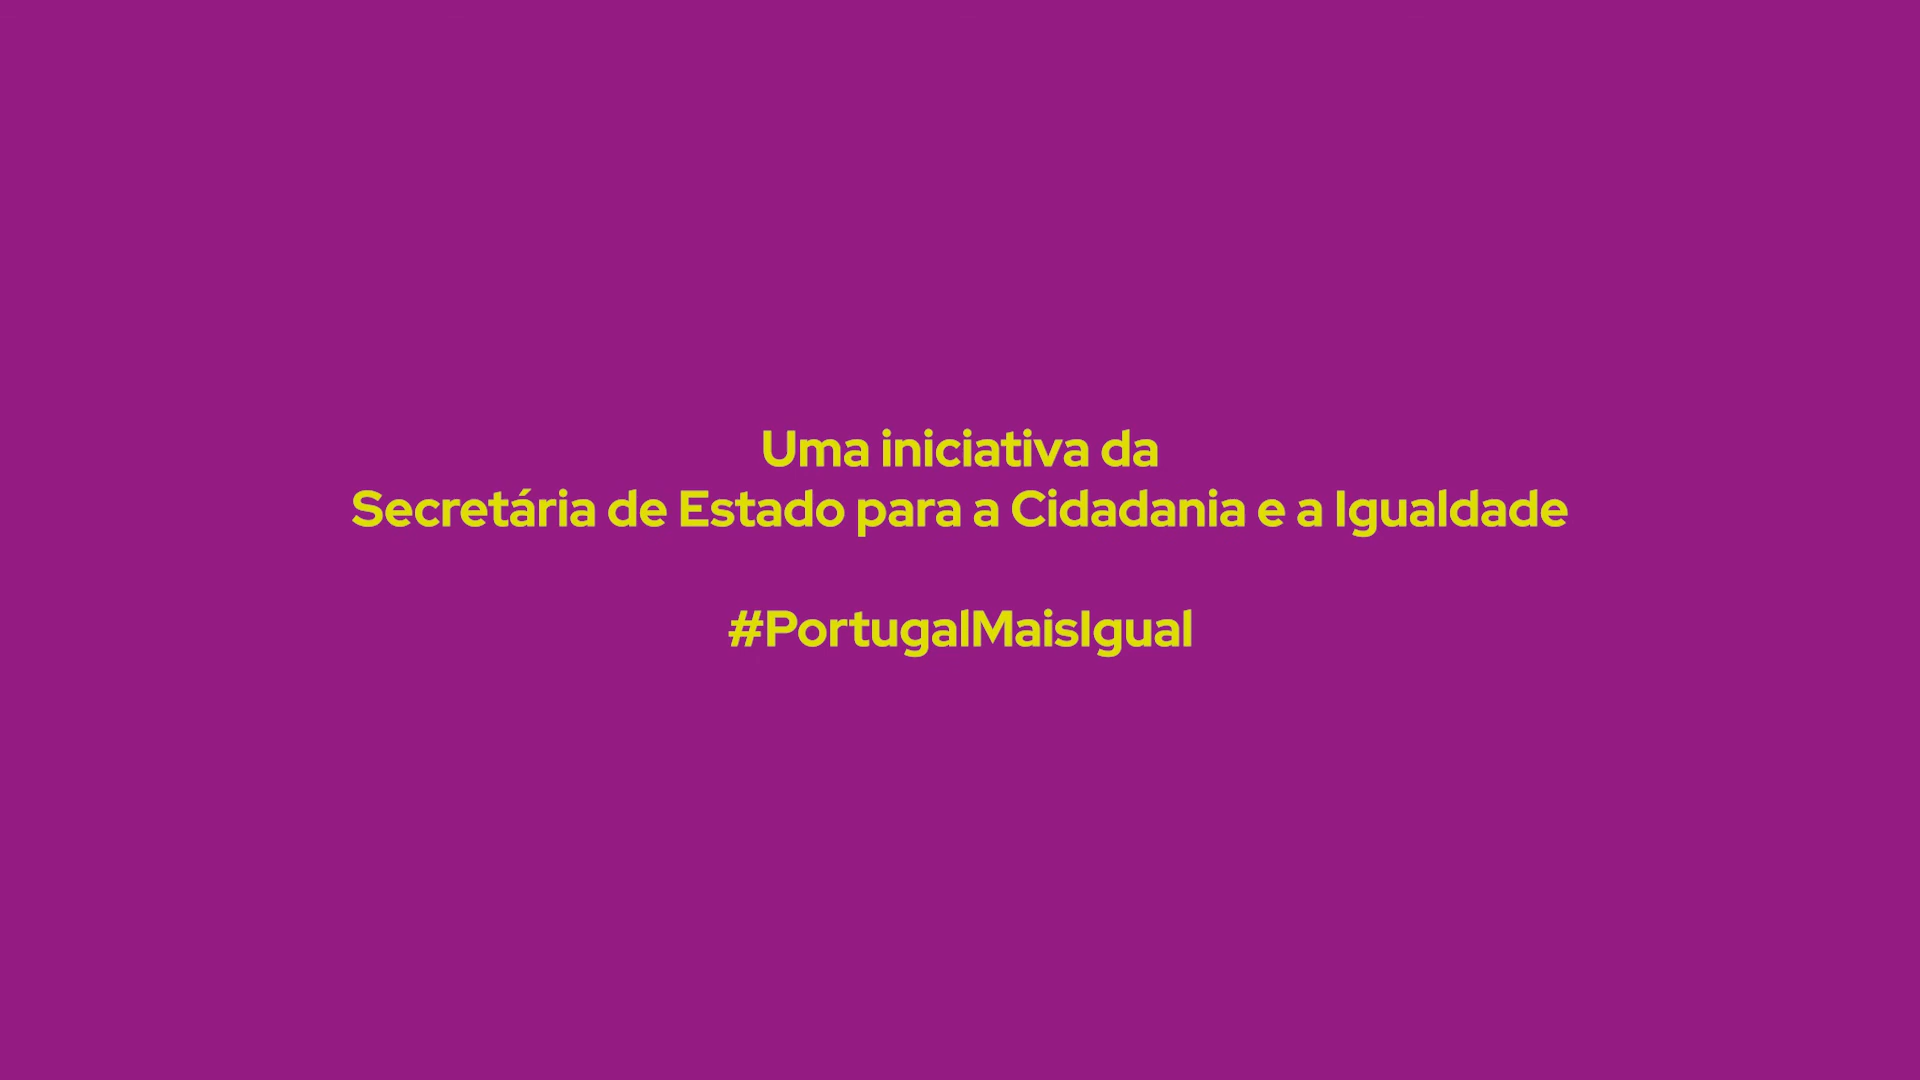 Uma iniciativa da
Secretária de Estado para a Cidadania e a Igualdade
#PortugalMaisIgual